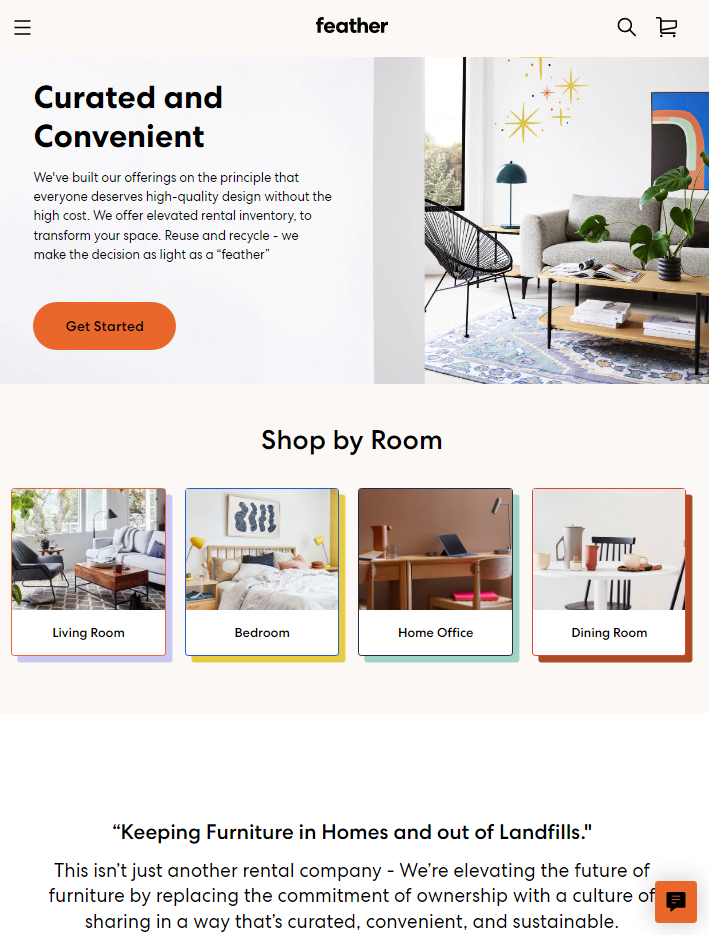 feather
Curated and
Convenient
We've built our offerings on the principle that
everyone deserves high-quality design without the
high cost. We offer elevated rental inventory, to
transform your space. Reuse and recycle - we
make the decision as light as a “feather”
Get Started
Shop by Room
Living Room
Bedroom
Home Office
Dining Room
“Keeping Furniture in Homes and out of Landfills."
This isn’t just another rental company - We’re elevating the future of
furniture by replacing the commitment of ownership with a culture of
sharing in a way that’s curated, convenient, and sustainable.